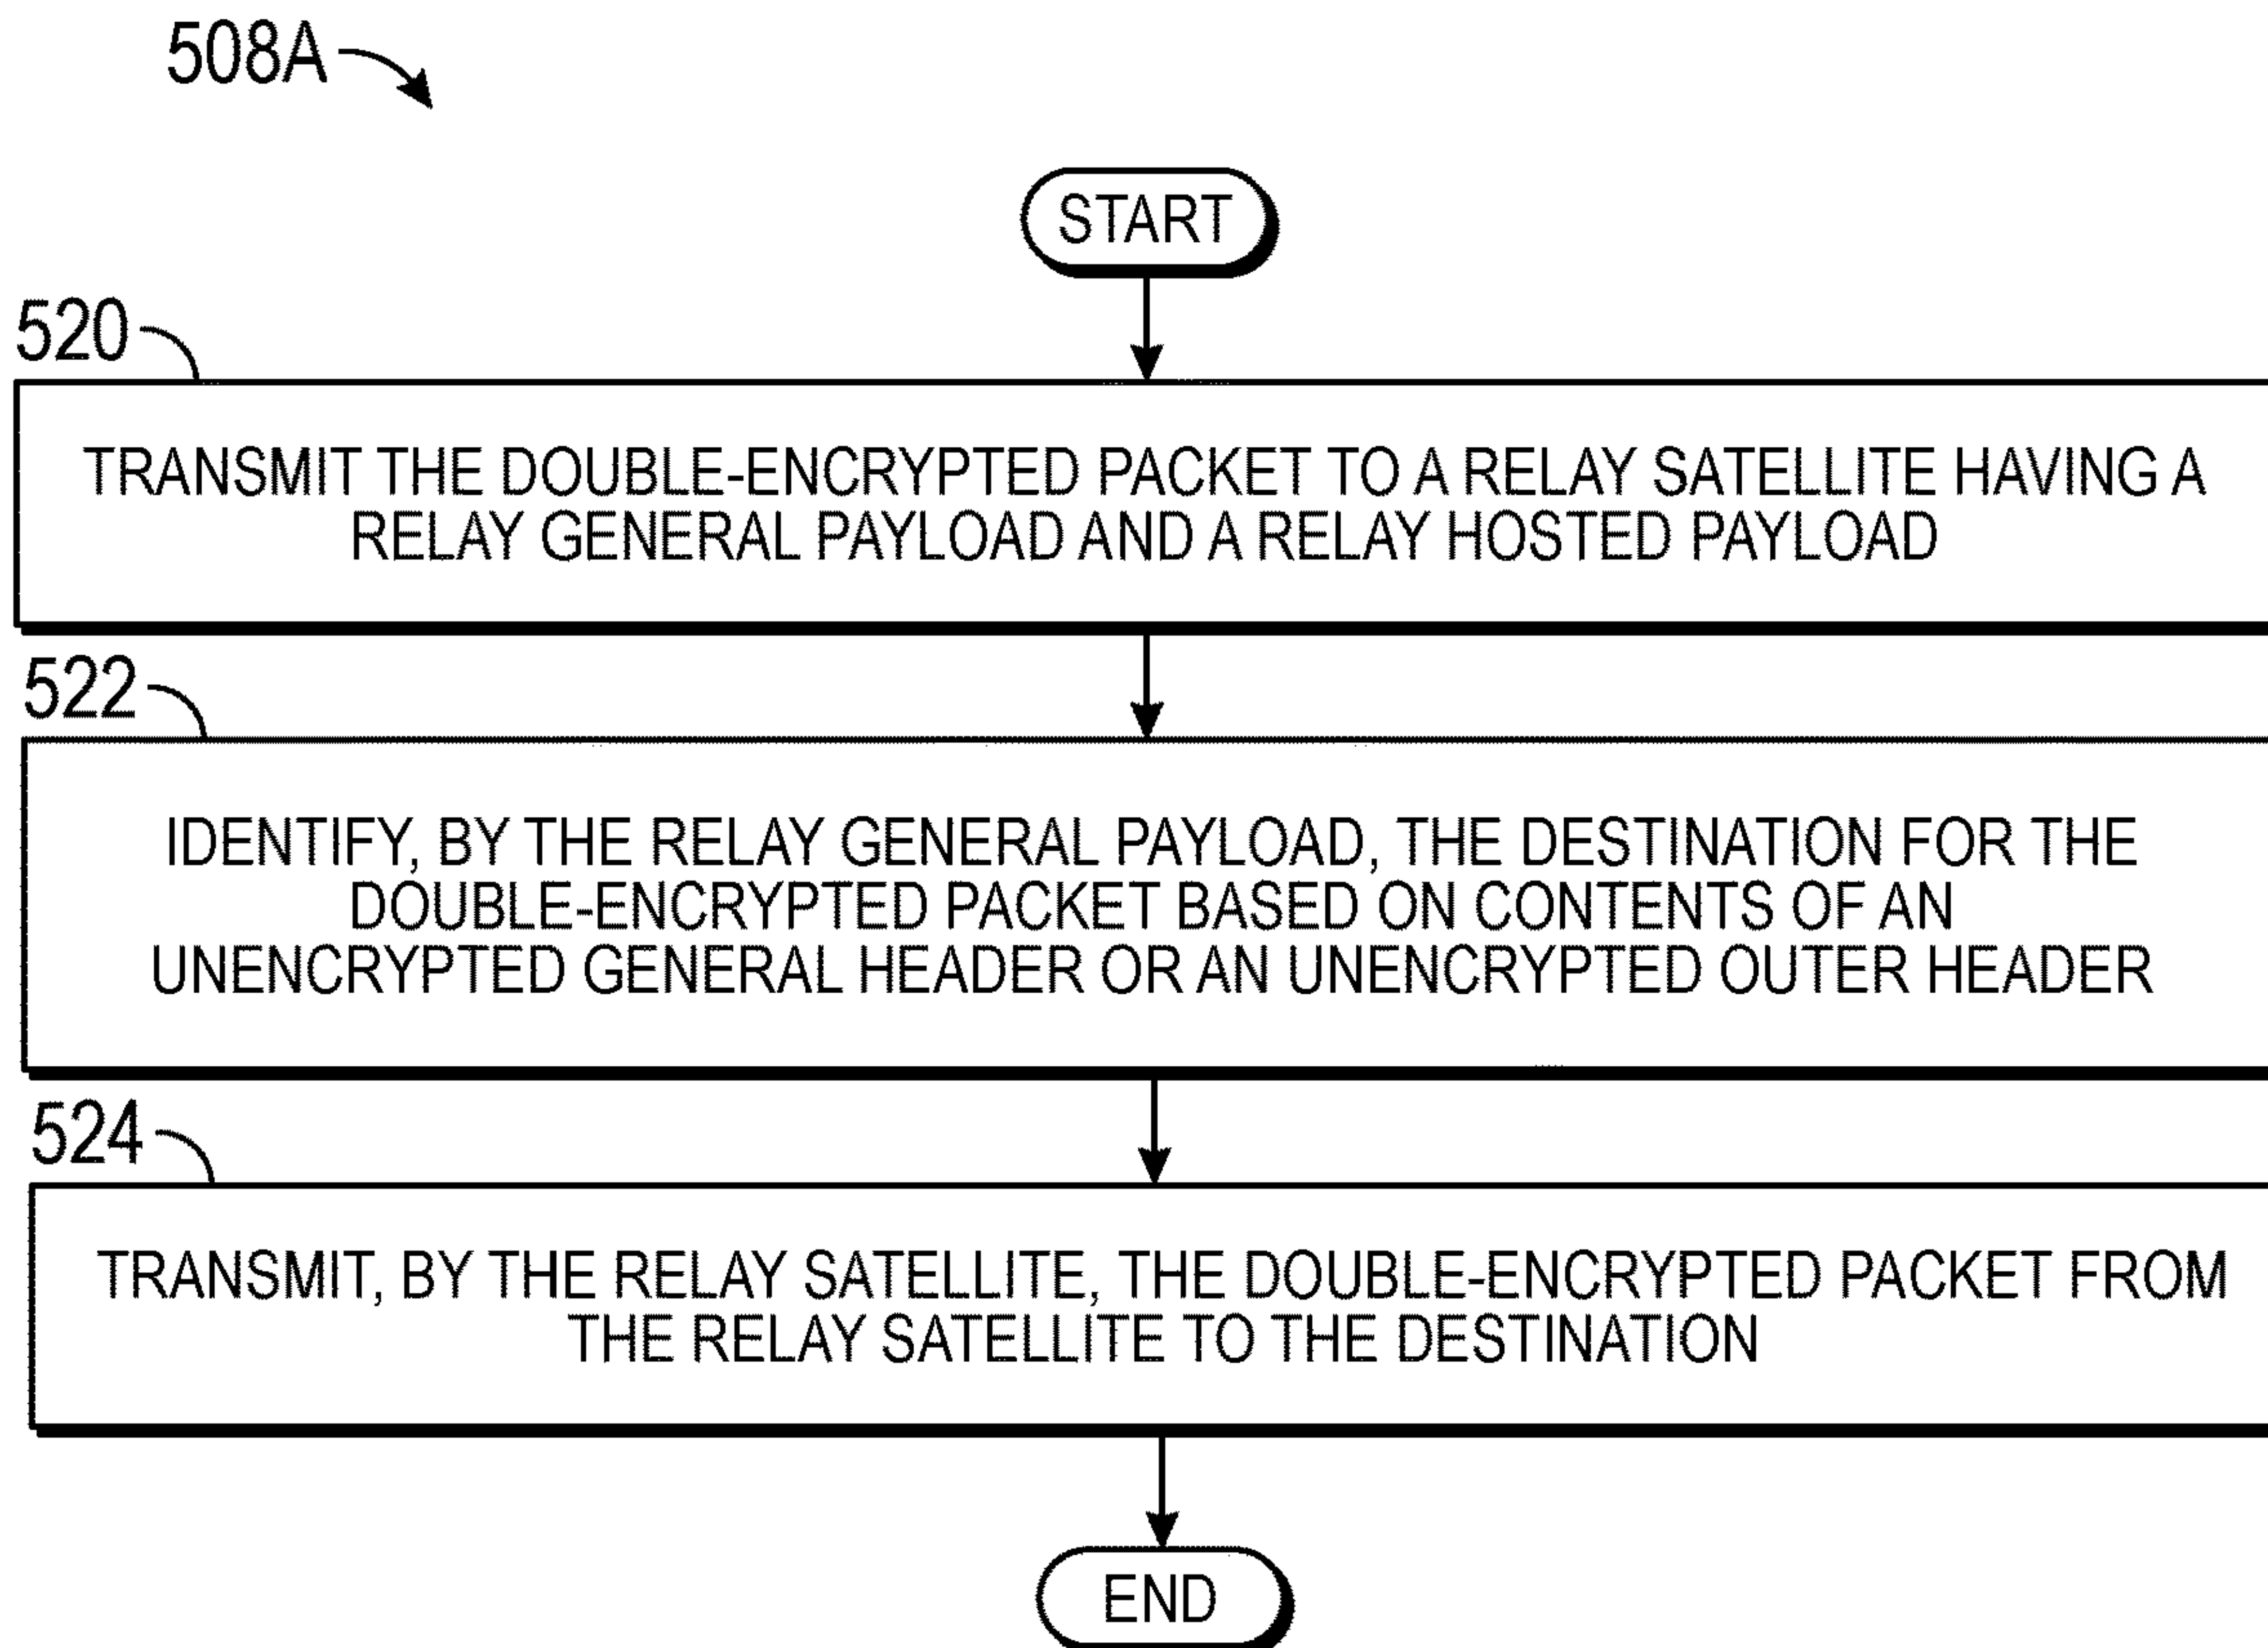 508A
START
520
TRANSMIT THE DOUBLE-ENCRYPTED PACKET TO A RELAY SATELLITE HAVING A
RELAY GENERAL PAYLOAD AND A RELAY HOSTED PAYLOAD
522
IDENTIFY, BY THE RELAY GENERAL PAYLOAD, THE DESTINATION FOR THE
DOUBLE-ENCRYPTED PACKET BASED ON CONTENTS OF AN
UNENCRYPTED GENERAL HEADER OR AN UNENCRYPTED OUTER HEADER
524
TRANSMIT, BY THE RELAY SATELLITE, THE DOUBLE-ENCRYPTED PACKET FROM
THE RELAY SATELLITE TO THE DESTINATION
END